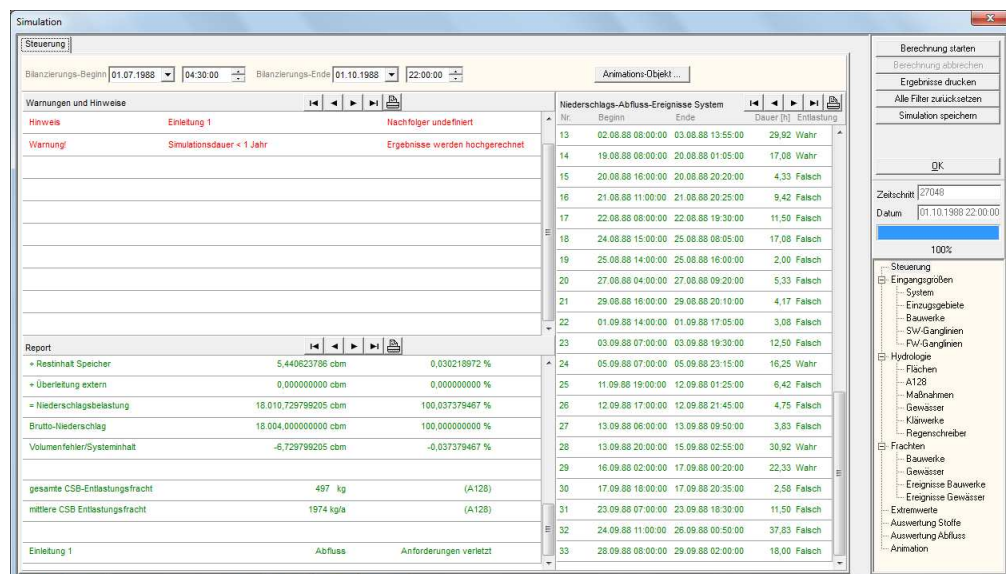 Simulation
Steuerung
Bilanzierungs-Beginn 01.07.1988 04:30:00 Bilanzierungs-Ende 01.10.1988 22:00:00 Animations-Objekt ...
Warnungen und Hinweise
Hinweis Einleitung 1 Nachfolger undefiniert
Warnung! Simulationsdauer < 1 Jahr Ergebnisse werden hochgerechnet
Report
+ Restinhalt Speicher 5,440623786 cbm 0,030218972 %
+ Überleitung extern 0,000000000 cbm 0,000000000 %
= Niederschlagsbelastung 18.010,729799205 cbm 100,037379467 %
Brutto-Niederschlag 18.004,000000000 cbm 100,000000000 %
Volumenfehler/Systeminhalt -6,729799205 cbm -0,037379467 %
gesamte CSB-Entlastungsfracht 497 kg (A128)
mittlere CSB Entlastungsfracht 1974 kg/a (A128)
Einleitung 1 Abfluss Anforderungen verletzt
Niederschlags-Abfluss-Ereignisse System
Nr. Beginn Ende Dauer [h] Entlastung
13 02.08.88 08:00:00 03.08.88 13:55:00 29,92 Wahr
14 19.08.88 08:00:00 20.08.88 01:05:00 17,08 Wahr
15 20.08.88 16:00:00 20.08.88 20:20:00 4,33 Falsch
16 21.08.88 11:00:00 21.08.88 20:25:00 9,42 Falsch
17 22.08.88 08:00:00 22.08.88 19:30:00 11,50 Falsch
18 24.08.88 15:00:00 25.08.88 08:05:00 17,08 Falsch
19 25.08.88 14:00:00 25.08.88 16:00:00 2,00 Falsch
20 27.08.88 04:00:00 27.08.88 09:20:00 5,33 Falsch
21 29.08.88 16:00:00 29.08.88 20:10:00 4,17 Falsch
22 01.09.88 14:00:00 01.09.88 17:05:00 3,08 Falsch
23 03.09.88 07:00:00 03.09.88 19:30:00 12,50 Falsch
24 05.09.88 07:00:00 05.09.88 23:15:00 16,25 Wahr
25 11.09.88 19:00:00 12.09.88 01:25:00 6,42 Falsch
26 12.09.88 17:00:00 12.09.88 21:45:00 4,75 Falsch
27 13.09.88 06:00:00 13.09.88 09:50:00 3,83 Falsch
28 13.09.88 20:00:00 15.09.88 02:55:00 30,92 Wahr
29 16.09.88 02:00:00 17.09.88 00:20:00 22,33 Wahr
30 17.09.88 18:00:00 17.09.88 20:35:00 2,58 Falsch
31 23.09.88 07:00:00 23.09.88 18:30:00 11,50 Falsch
32 24.09.88 11:00:00 26.09.88 00:50:00 37,83 Falsch
33 28.09.88 08:00:00 29.09.88 02:00:00 18,00 Falsch
Berechnung starten
Berechnung abbrechen
Ergebnisse drucken
Alle Filter zurücksetzen
Simulation speichern
OK
Zeitschritt 27048
Datum 01.10.1988 22:00:00
100%
Steuerung
Eingangsgrößen
System
Einzugsgebiete
Bauwerke
SW-Ganglinien
FW-Ganglinien
Hydrologie
Flächen
A128
Maßnahmen
Gewässer
Klärwerke
Regenschreiber
Frachten
Bauwerke
Gewässer
Ereignisse Bauwerke
Ereignisse Gewässer
Extremwerte
Auswertung Stoffe
Auswertung Abfluss
Animation